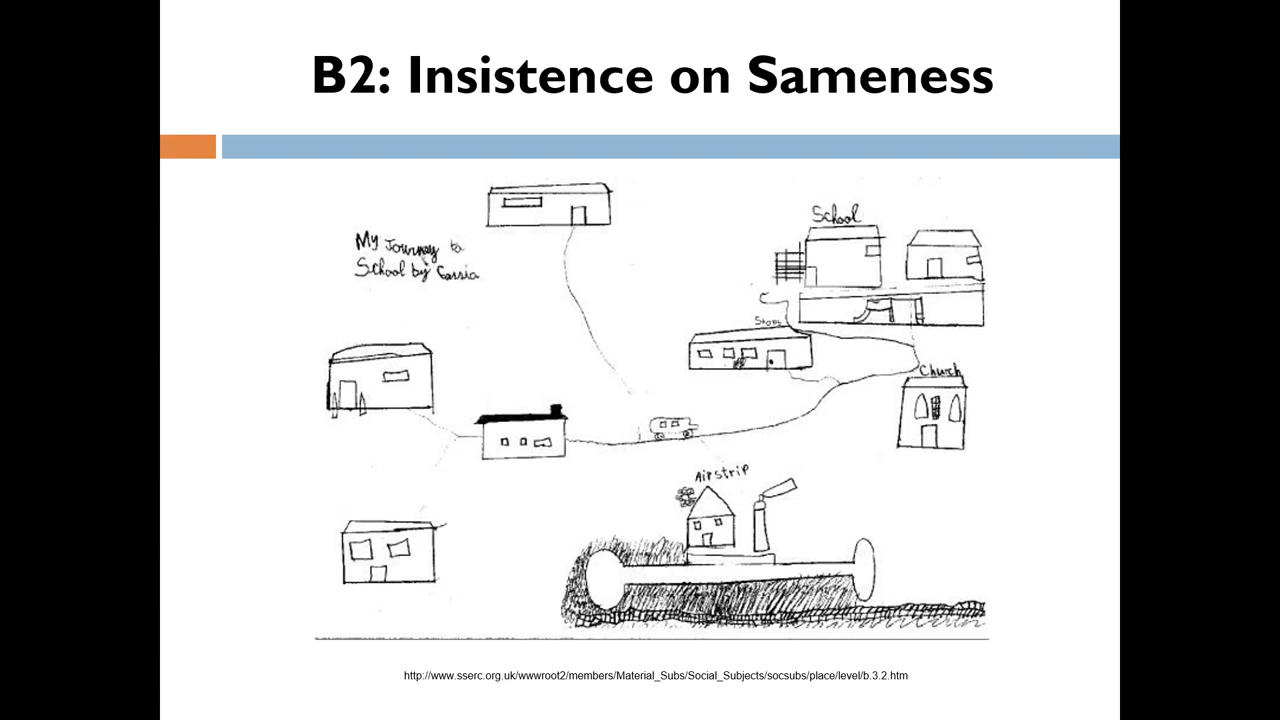 B2: Insistence on Sameness
My Journey to
School by Cassia
School
Store
Church
Airstrip
http://www.sserc.org.uk/wwwroot2/members/Material_Subs/Social_Subjects/socsubs/place/level/b.3.2.htm